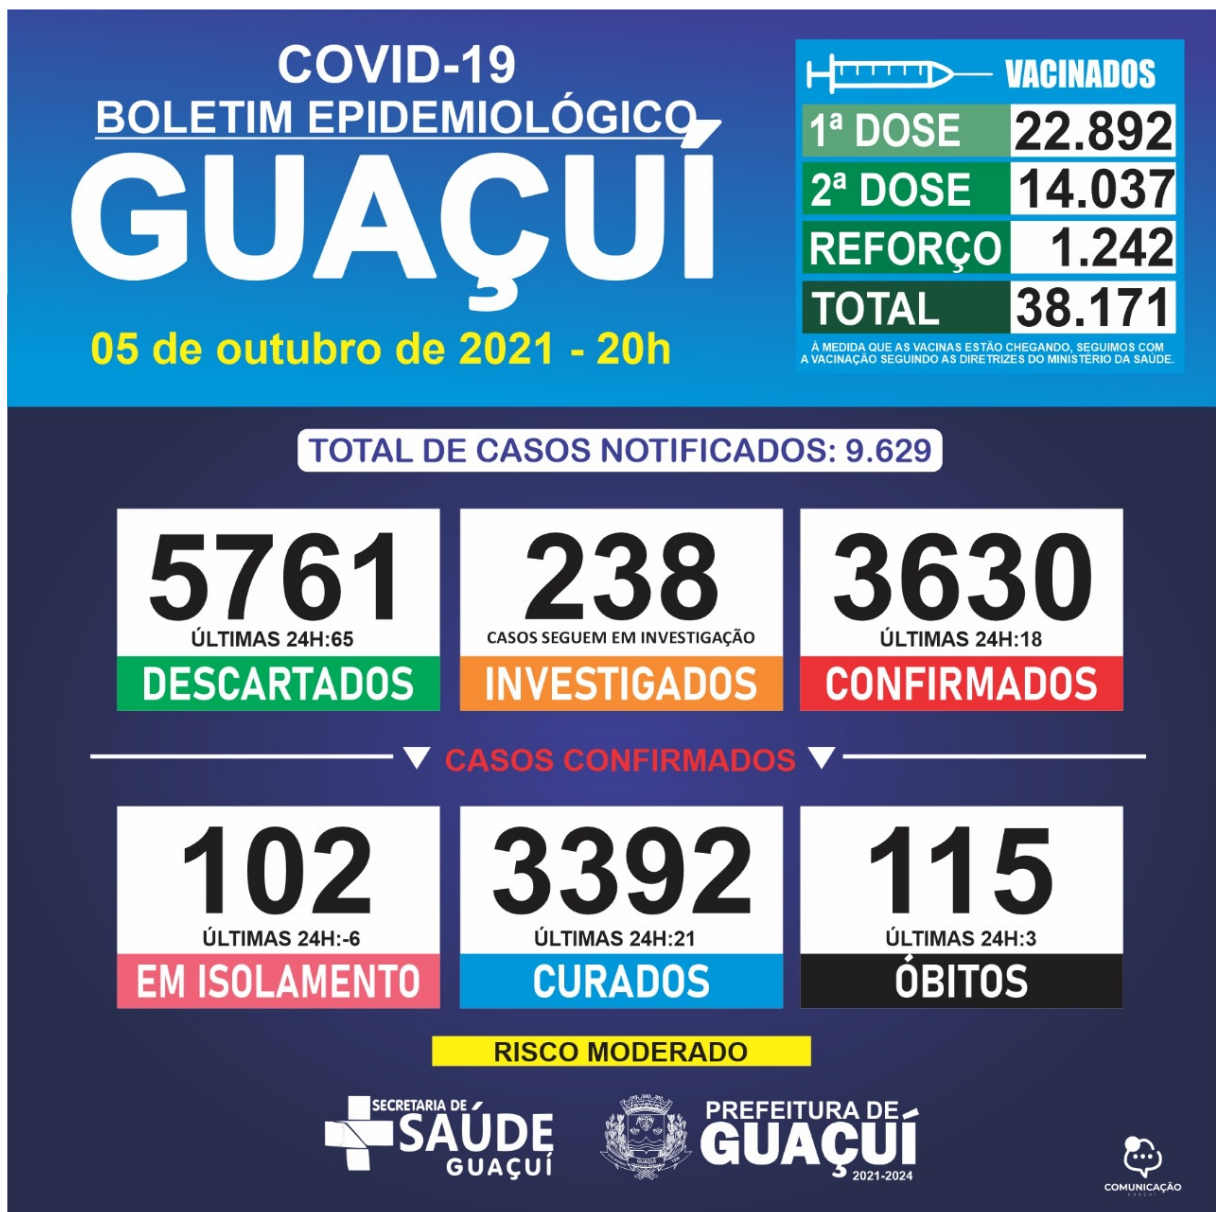 COVID-19
BOLETIM EPIDEMIOLÓGICO
GUAÇUÍ
05 de outubro de 2021 - 20h
VACINADOS
1ª DOSE 22.892
2ª DOSE 14.037
REFORÇO 1.242
TOTAL 38.171
À MEDIDA QUE AS VACINAS ESTÃO CHEGANDO, SEGUIMOS COM
A VACINAÇÃO SEGUINDO AS DIRETRIZES DO MINISTÉRIO DA SAÚDE.
TOTAL DE CASOS NOTIFICADOS: 9.629
5761
ÚLTIMAS 24H:65
DESCARTADOS
238
CASOS SEGUEM EM INVESTIGAÇÃO
INVESTIGADOS
3630
ÚLTIMAS 24H:18
CONFIRMADOS
CASOS CONFIRMADOS
102
ÚLTIMAS 24H:-6
EM ISOLAMENTO
3392
ÚLTIMAS 24H:21
CURADOS
115
ÚLTIMAS 24H:3
ÓBITOS
RISCO MODERADO
SECRETARIA DE
SAÚDE
GUAÇUÍ
GUAÇUÍ
PREFEITURA DE
GUAÇUÍ
2021-2024
COMUNICAÇÃO
GUAÇUÍ